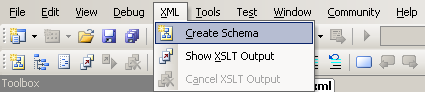 File Edit View Debug XML Tools Test Window Community Help
Create Schema
Show XSLT Output
Cancel XSLT Output
Toolbox
xml